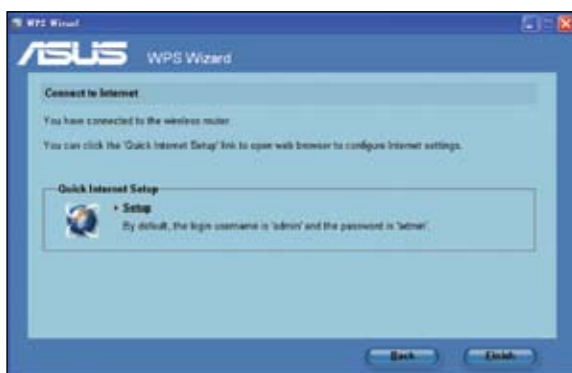 WPS Wizard
ASUS WPS Wizard
Connect to Internet
You have connected to the wireless router.
You can click the 'Quick Internet Setup' link to open web browser to configure Internet settings.
Quick Internet Setup
Setup
By default, the login username is 'admin' and the password is 'admin'.
Back
Finish